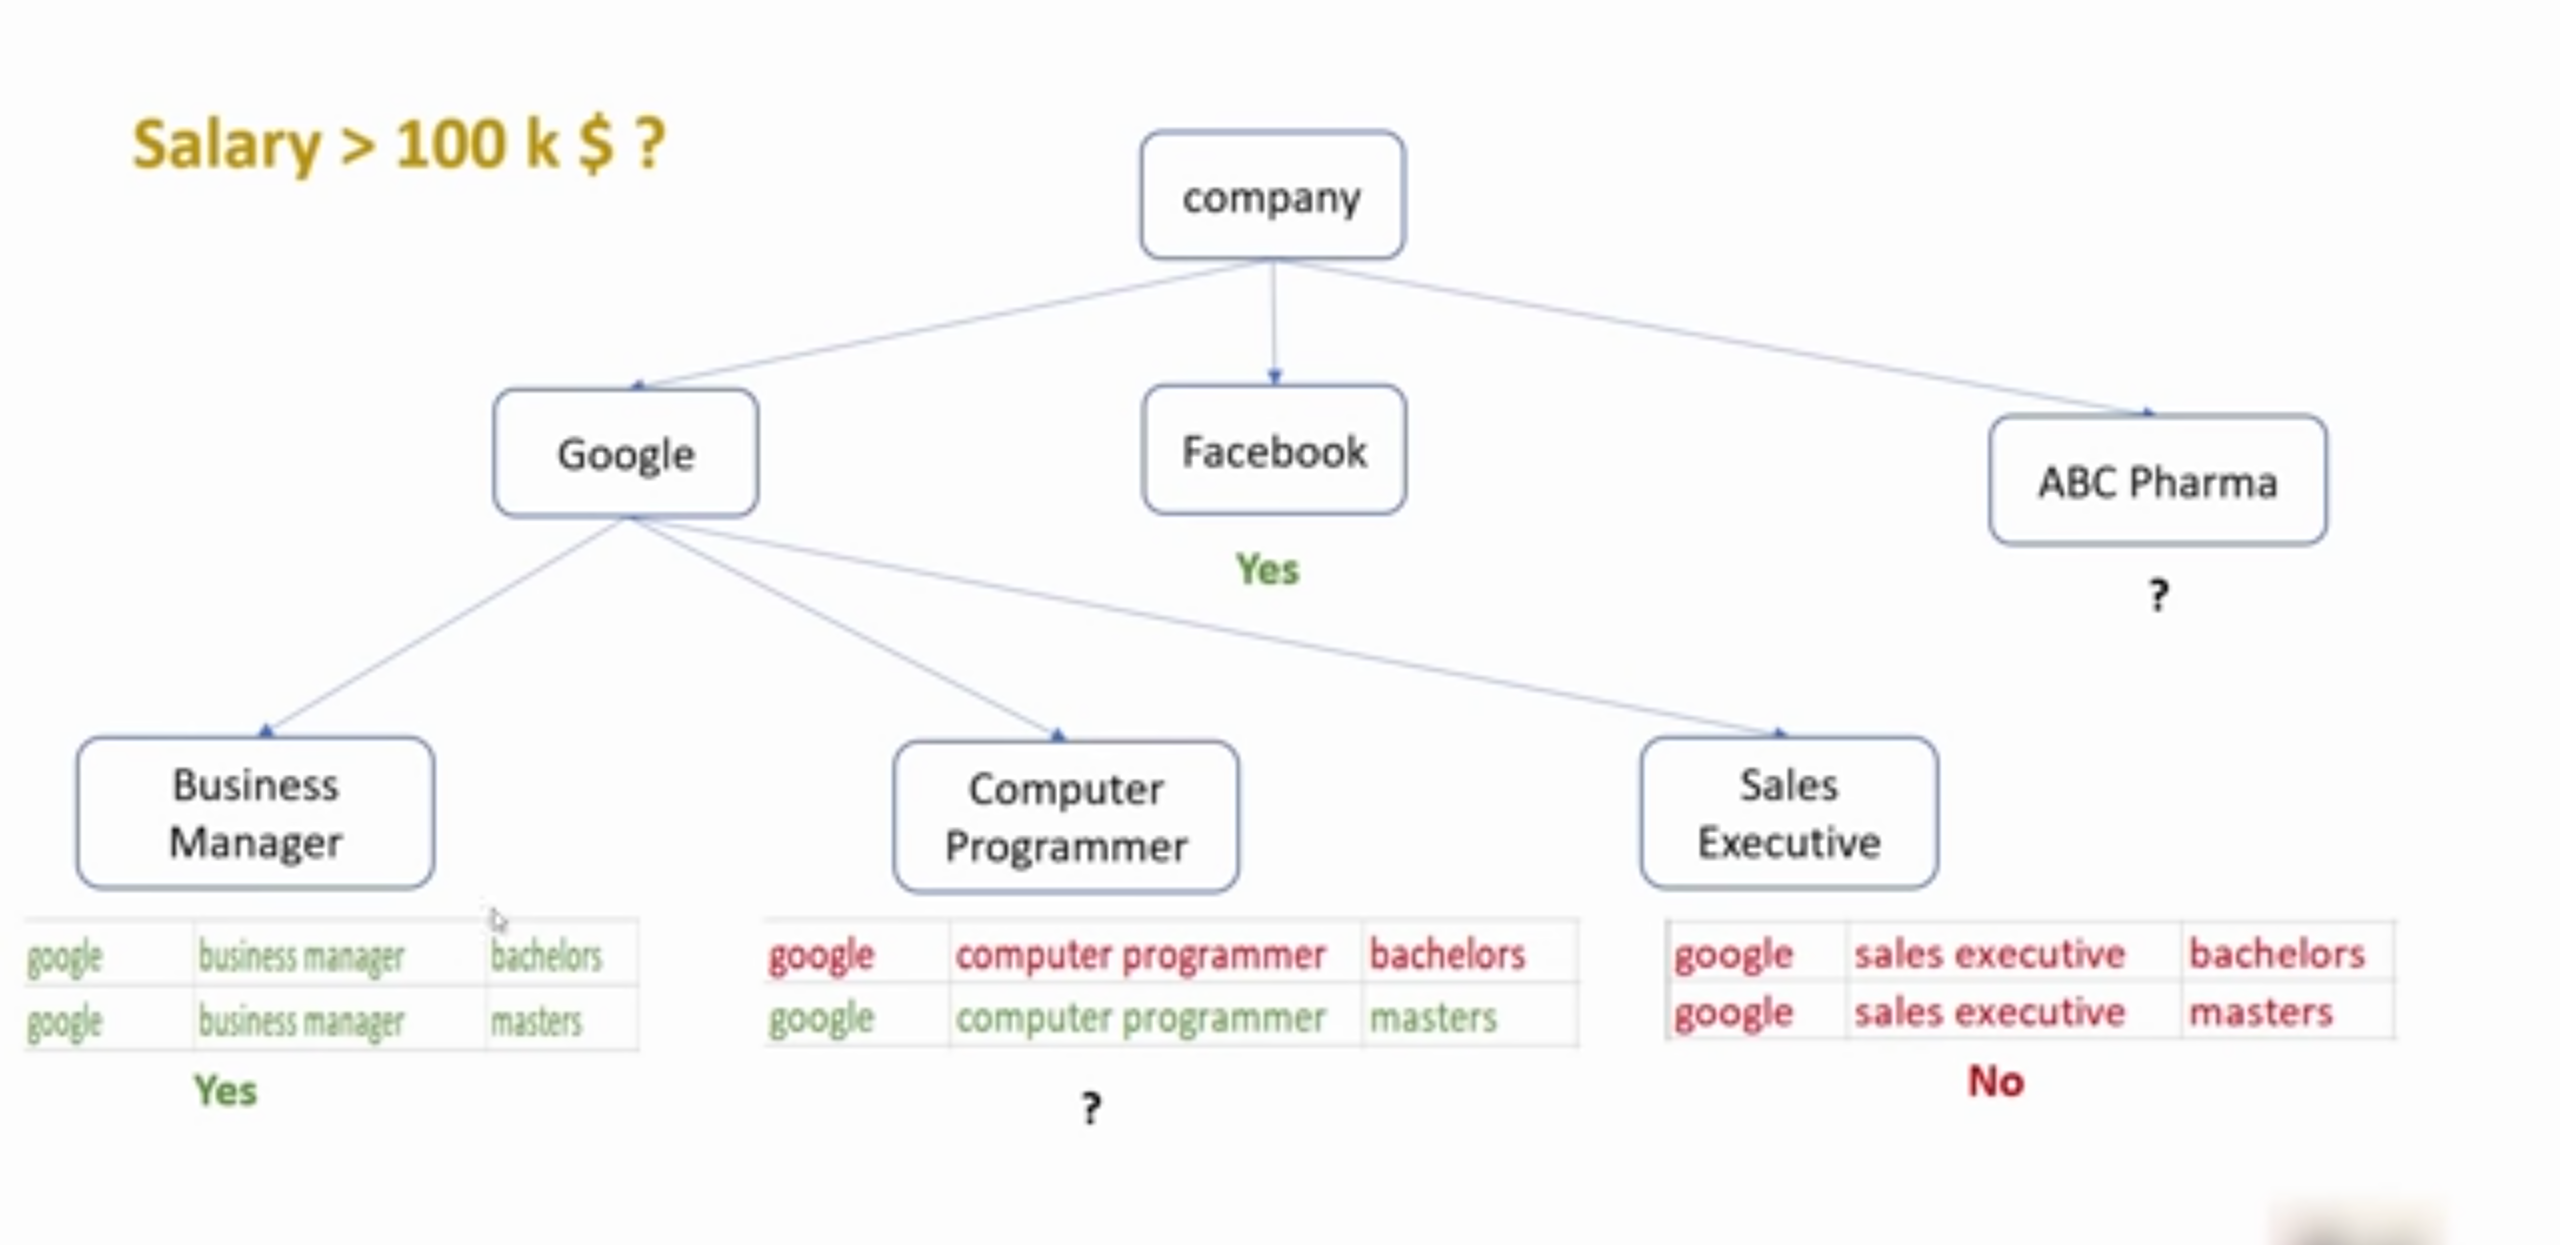 Salary > 100 k $ ?
company
Google
Facebook
ABC Pharma
Yes
?
Business
Manager
Computer
Programmer
Sales
Executive
google business manager bachelors
google business manager masters
Yes
google computer programmer bachelors
google computer programmer masters
?
google sales executive bachelors
google sales executive masters
No